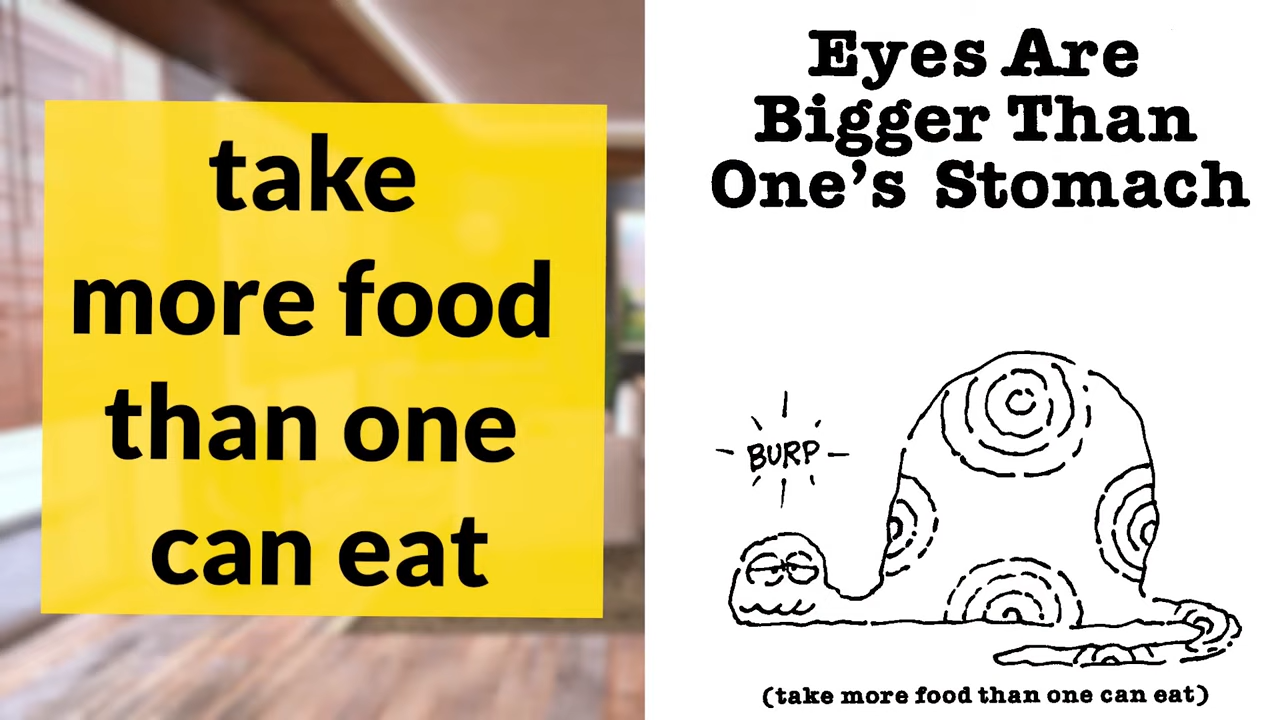 take
more food
than one
can eat
Eyes Are
Bigger Than
One's Stomach
BURP
(take more food than one can eat)